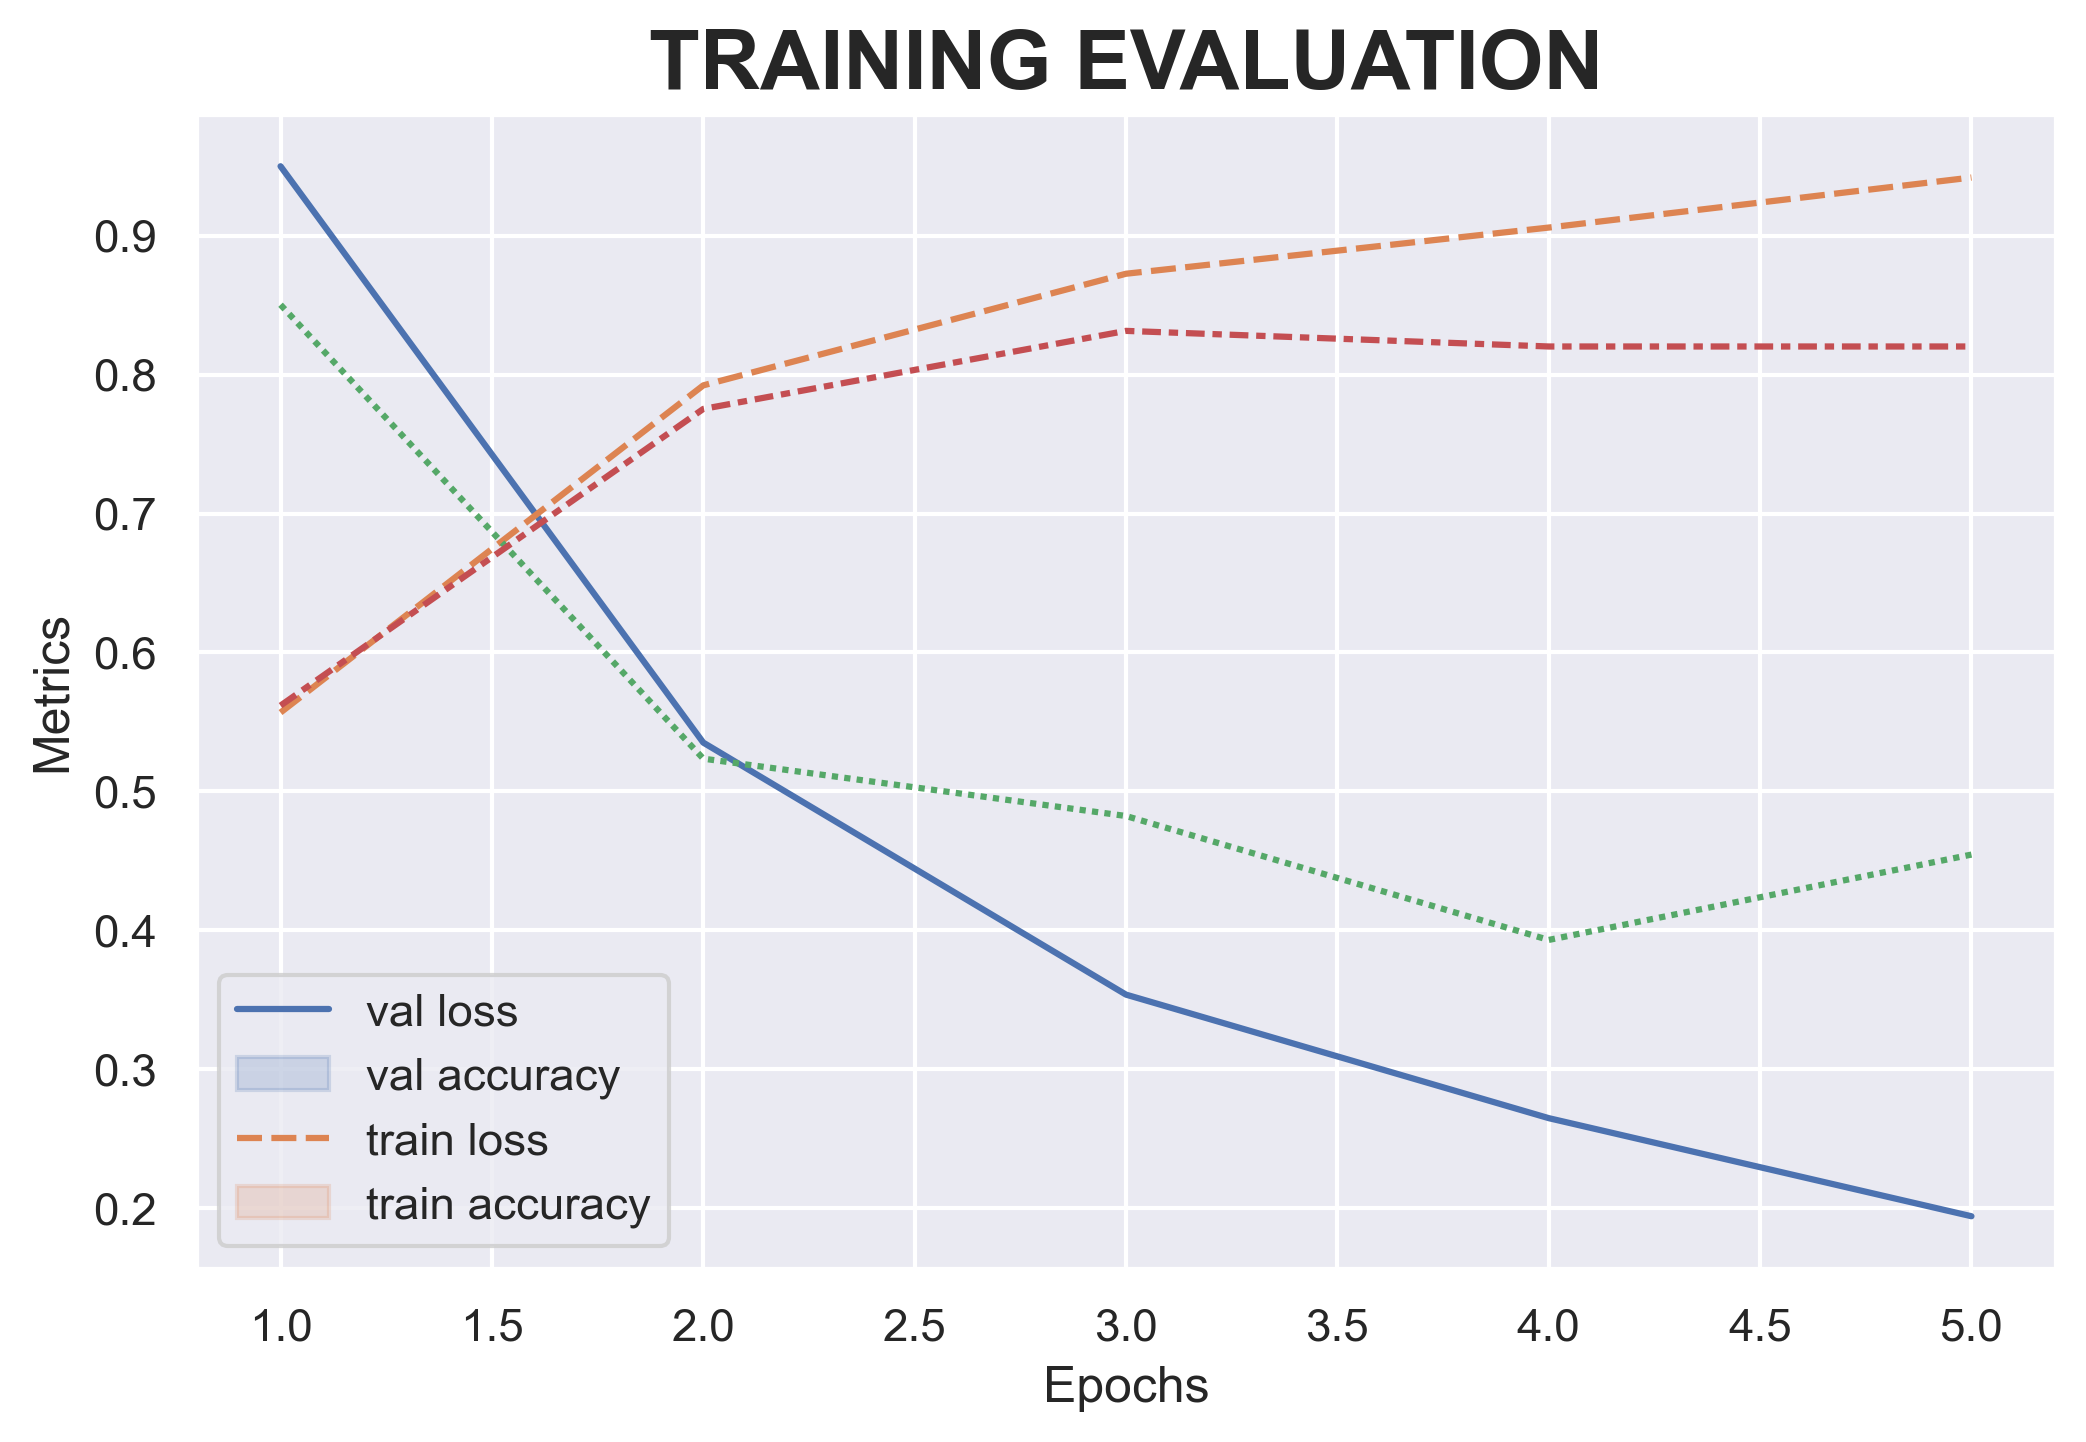 TRAINING EVALUATION
0.9
0.8
0.7
0.6
0.5
0.4
0.3
0.2
Metrics
val loss
val accuracy
train loss
train accuracy
1.0 1.5 2.0 2.5 3.0 3.5 4.0 4.5 5.0
Epochs